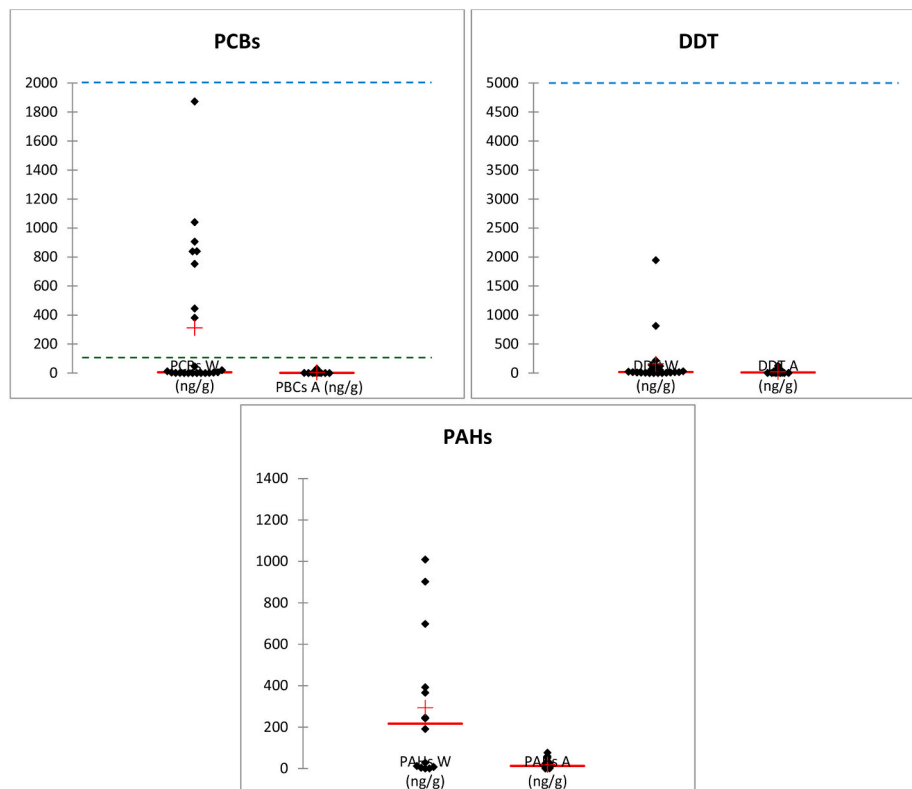 PCBs
2000
1800
1600
1400
1200
1000
800
600
400
200
0
PCBs W
(ng/g)
PBCs A (ng/g)
DDT
5000
4500
4000
3500
3000
2500
2000
1500
1000
500
0
DDT W
(ng/g)
DDT A
(ng/g)
PAHs
1400
1200
1000
800
600
400
200
0
PAHs W
(ng/g)
PAHs A
(ng/g)